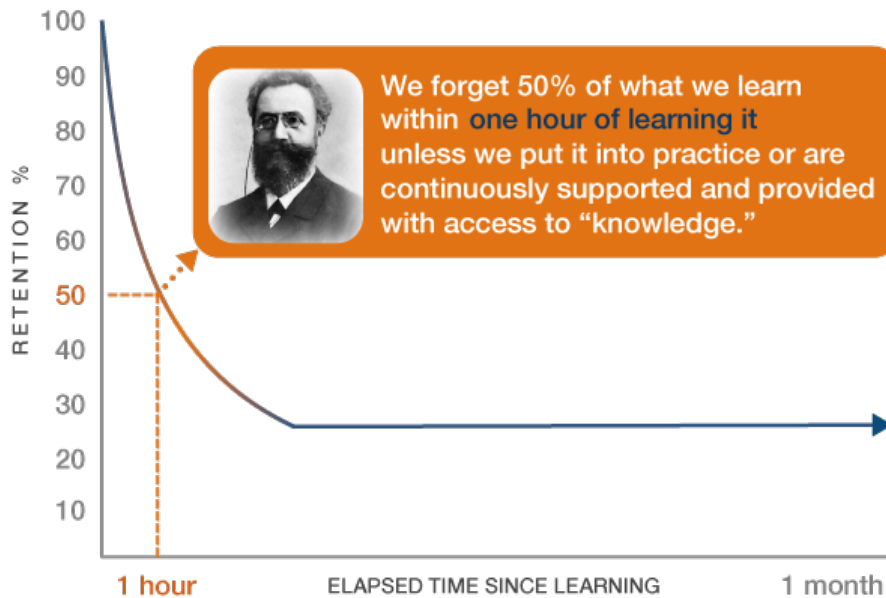 100
90
80
70
60
50
40
30
20
10
RETENTION %
We forget 50% of what we learn
within one hour of learning it
unless we put it into practice or are
continuously supported and provided
with access to “knowledge.”
1 hour
ELAPSED TIME SINCE LEARNING
1 month